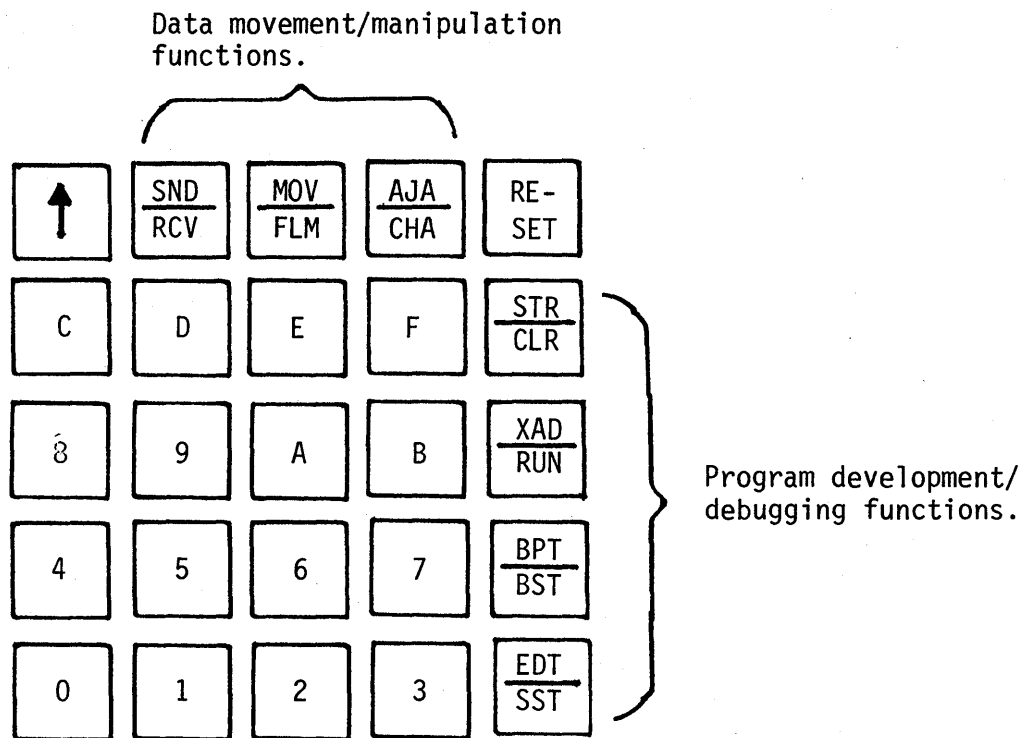 Data movement/manipulation
functions.
SND MOV AJA RE-
RCV FLM CHA SET
C D E F STR
CLR
8 9 A B XAD
RUN
Program development/
debugging functions.
4 5 6 7 BPT
BST
0 1 2 3 EDT
SST